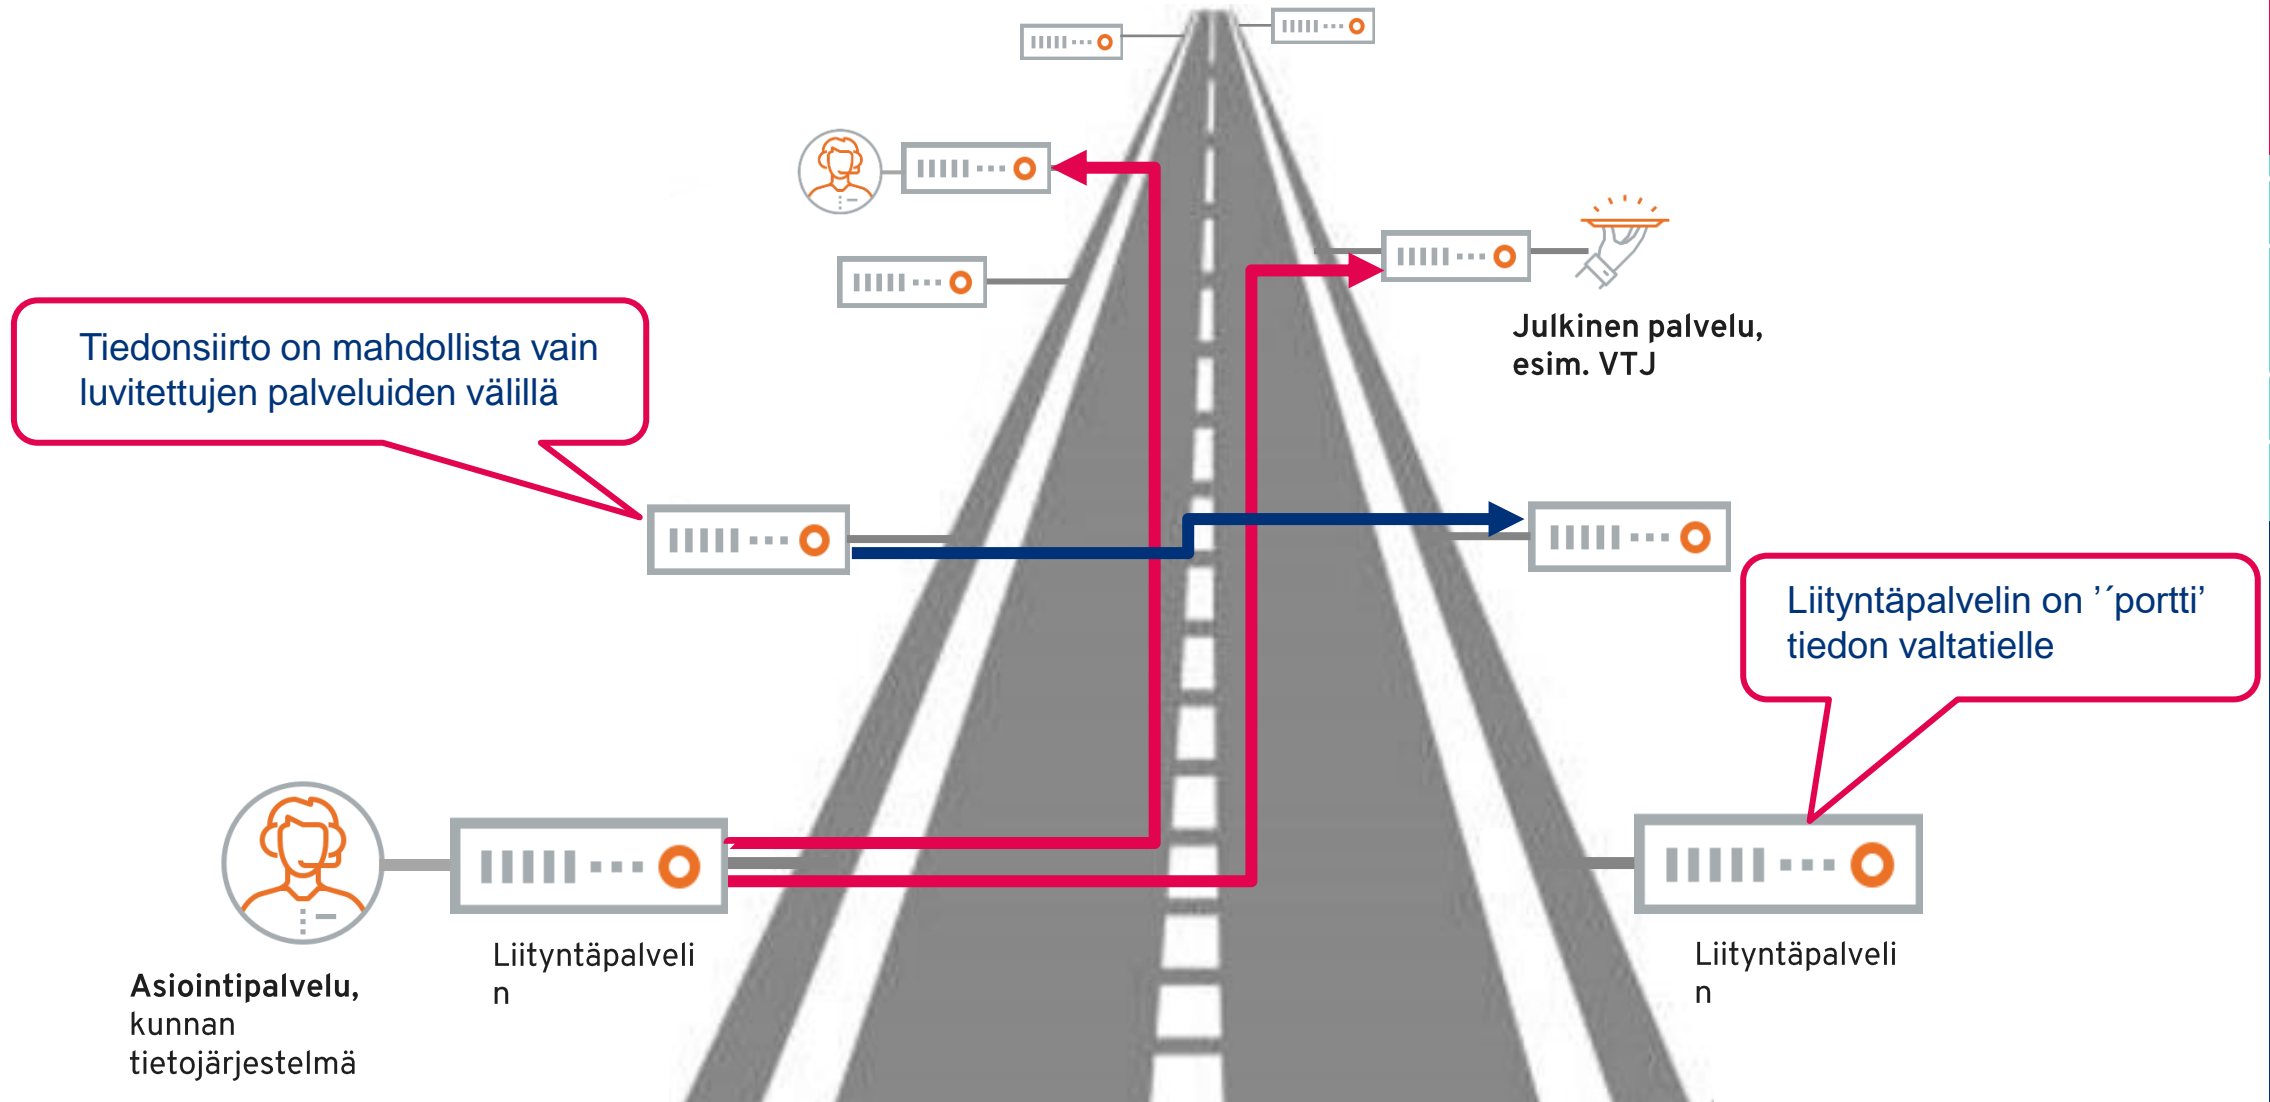 Tiedonsiirto on mahdollista vain
luvitettujen palveluiden välillä
Julkinen palvelu,
esim. VTJ
Liityntäpalvelin on ’´portti’
tiedon valtatielle
Asiointipalvelu,
kunnan
tietojärjestelmä
Liityntäpalveli
n
Liityntäpalveli
n